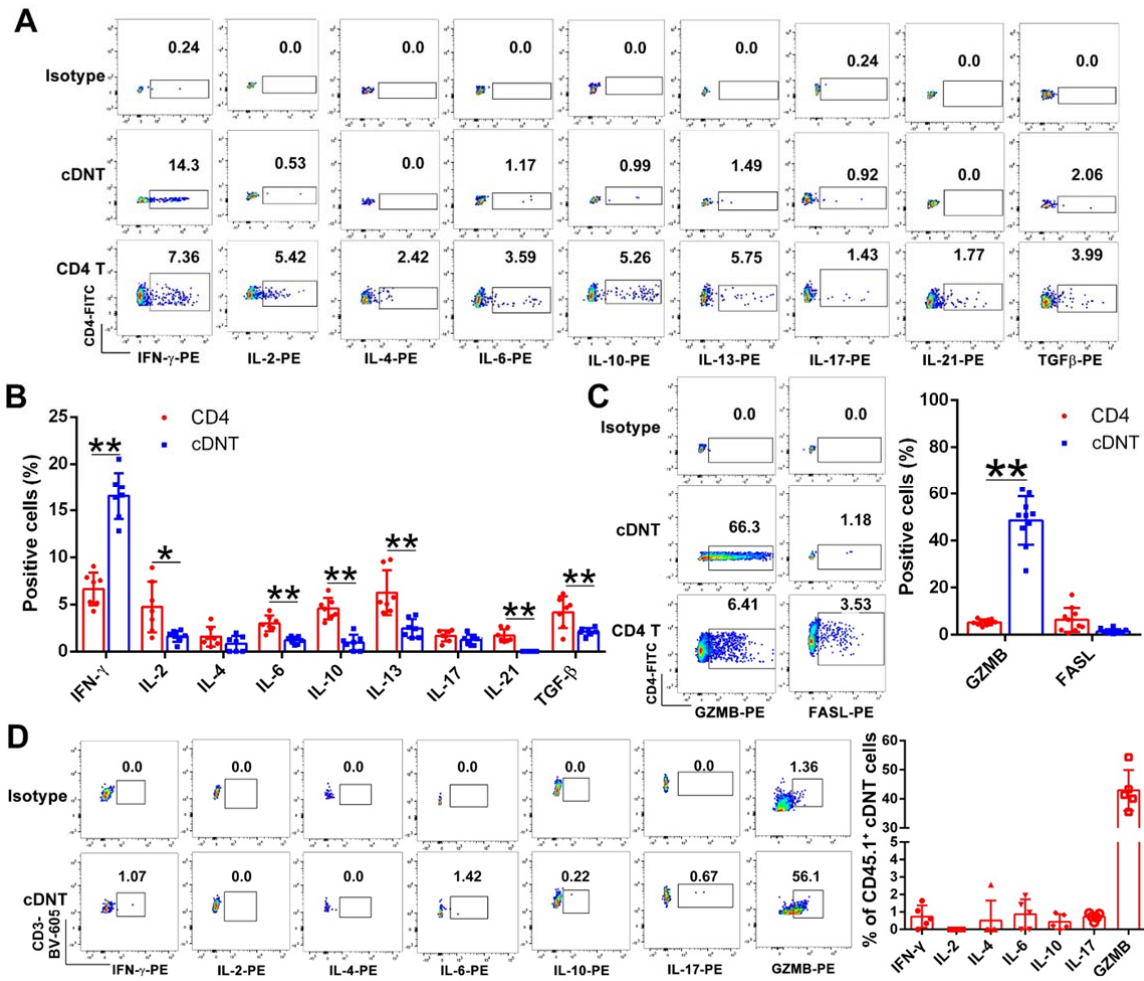 A
Isotype
0.24 0.0 0.0 0.0 0.0 0.0 0.24 0.0 0.0
cDNT
14.3 0.53 0.0 1.17 0.99 1.49 0.92 0.0 2.06
CD4 T
7.36 5.42 2.42 3.59 5.26 5.75 1.43 1.77 3.99
CD4-FITC
IFN-γ-PE IL-2-PE IL-4-PE IL-6-PE IL-10-PE IL-13-PE IL-17-PE IL-21-PE TGFβ-PE
B
Positive cells (%)
25
20
15
10
5
0
CD4
cDNT
** * ** ** ** ** **
IFN-γ IL-2 IL-4 IL-6 IL-10 IL-13 IL-17 IL-21 TGF-β
C
Isotype
0.0 0.0
cDNT
66.3 1.18
CD4 T
6.41 3.53
CD4-FITC
GZMB-PE FASL-PE
Positive cells (%)
100
80
60
40
20
0
CD4
cDNT
**
GZMB FASL
D
Isotype
0.0 0.0 0.0 0.0 0.0 0.0 1.36
cDNT
1.07 0.0 0.0 1.42 0.22 0.67 56.1
CD3-
BV-605
IFN-γ-PE IL-2-PE IL-4-PE IL-6-PE IL-10-PE IL-17-PE GZMB-PE
% of CD45.1+ cDNT cells
60
50
40
30
5
4
3
2
1
0
IFN-γ IL-2 IL-4 IL-6 IL-10 IL-17 GZMB